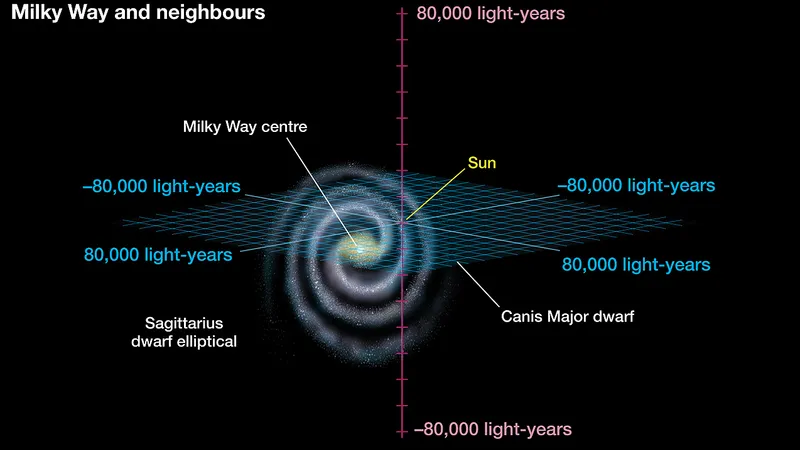 Milky Way and neighbours
80,000 light-years
Milky Way centre
Sun
–80,000 light-years
–80,000 light-years
80,000 light-years
80,000 light-years
Canis Major dwarf
Sagittarius
dwarf elliptical
–80,000 light-years